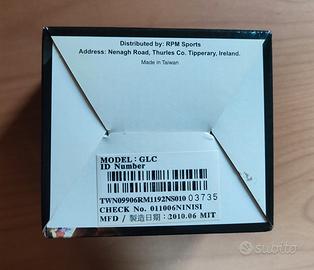 Distributed by: RPM Sports
Address: Nenagh Road, Thurles Co. Tipperary, Ireland.
Made in Taiwan
MODEL: GLC
ID Number
TWN09906RM1192NS010 03735
CHECK No. 011006NINISI
MFD / 製造日期: 2010.06 MIT
subito